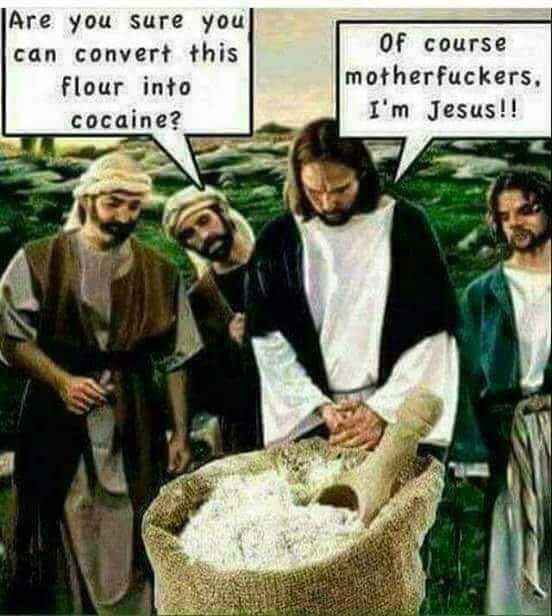 Are you sure you
can convert this
flour into
cocaine?
Of course
motherfuckers,
I'm Jesus!!